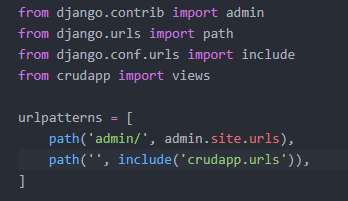 from django.contrib import admin
from django.urls import path
from django.conf.urls import include
from crudapp import views

urlpatterns = [
    path('admin/', admin.site.urls),
    path('', include('crudapp.urls')),
]